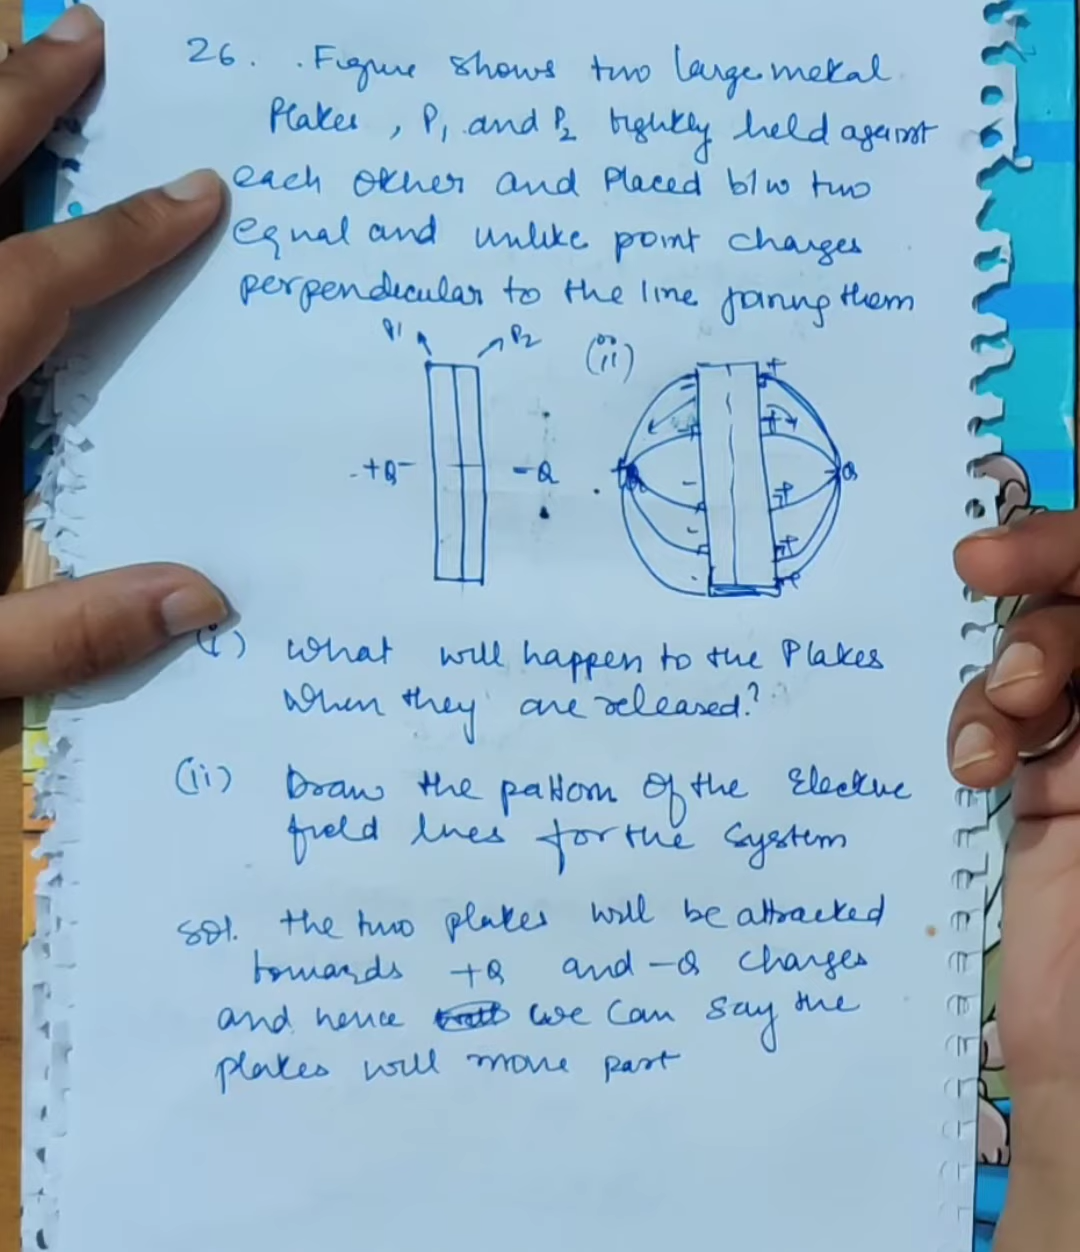 26. . Figure shows two large metal
Plates, P1 and P2 tightly held against
each other and Placed b/w two
equal and unlike point charges
perpendicular to the line joining them
P1 P2 (ii)
+Q - -Q + Q
(i) what will happen to the Plates
when they are released?
(ii) Draw the pattern of the Electric
field lines for the system
sol. the two plates will be attracted
towards +Q and -Q charges
and hence we can say the
plates will move part